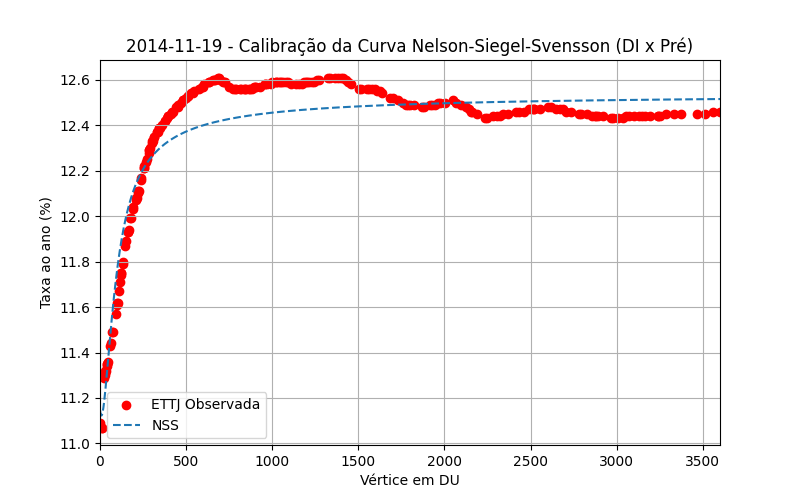 2014-11-19 - Calibração da Curva Nelson-Siegel-Svensson (DI x Pré)
Taxa ao ano (%)
12.6
12.4
12.2
12.0
11.8
11.6
11.4
11.2
11.0
ETTJ Observada
NSS
0 500 1000 1500 2000 2500 3000 3500
Vértice em DU